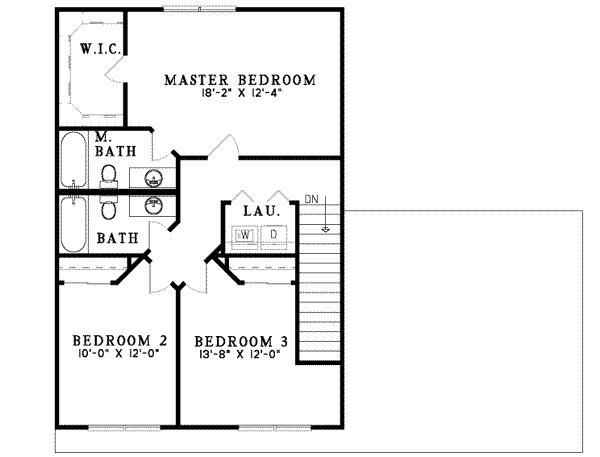 W.I.C.
MASTER BEDROOM
18'-2" X 12'-4"
M.
BATH
BATH
LAU.
DN
W
D
BEDROOM 2
10'-0" X 12'-0"
BEDROOM 3
13'-8" X 12'-0"